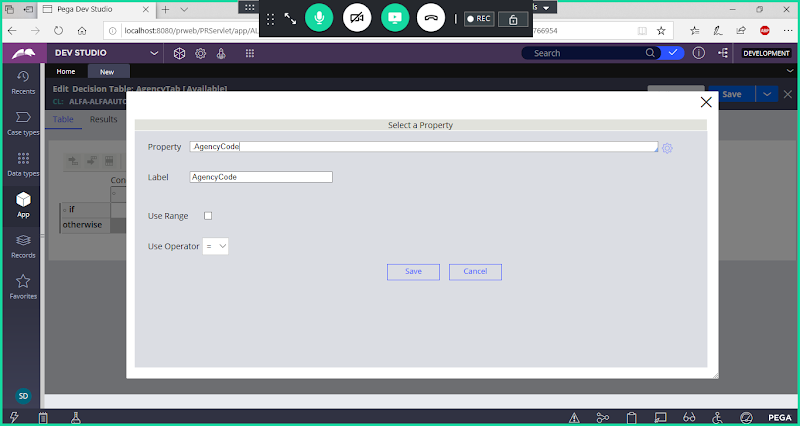 Pega Dev Studio
REC
localhost:8080/prweb/PRServlet/app/AL
766954
DEV STUDIO
Search
DEVELOPMENT
Home
New
Edit Decision Table: AgencyTab [Available]
CL: ALFA-ALFAAUTO
Save
Table
Results
Recents
Case types
Data types
App
Records
Favorites
Con
if
otherwise
Select a Property
Property .AgencyCode
Label AgencyCode
Use Range
Use Operator =
Save Cancel
SD
PEGA